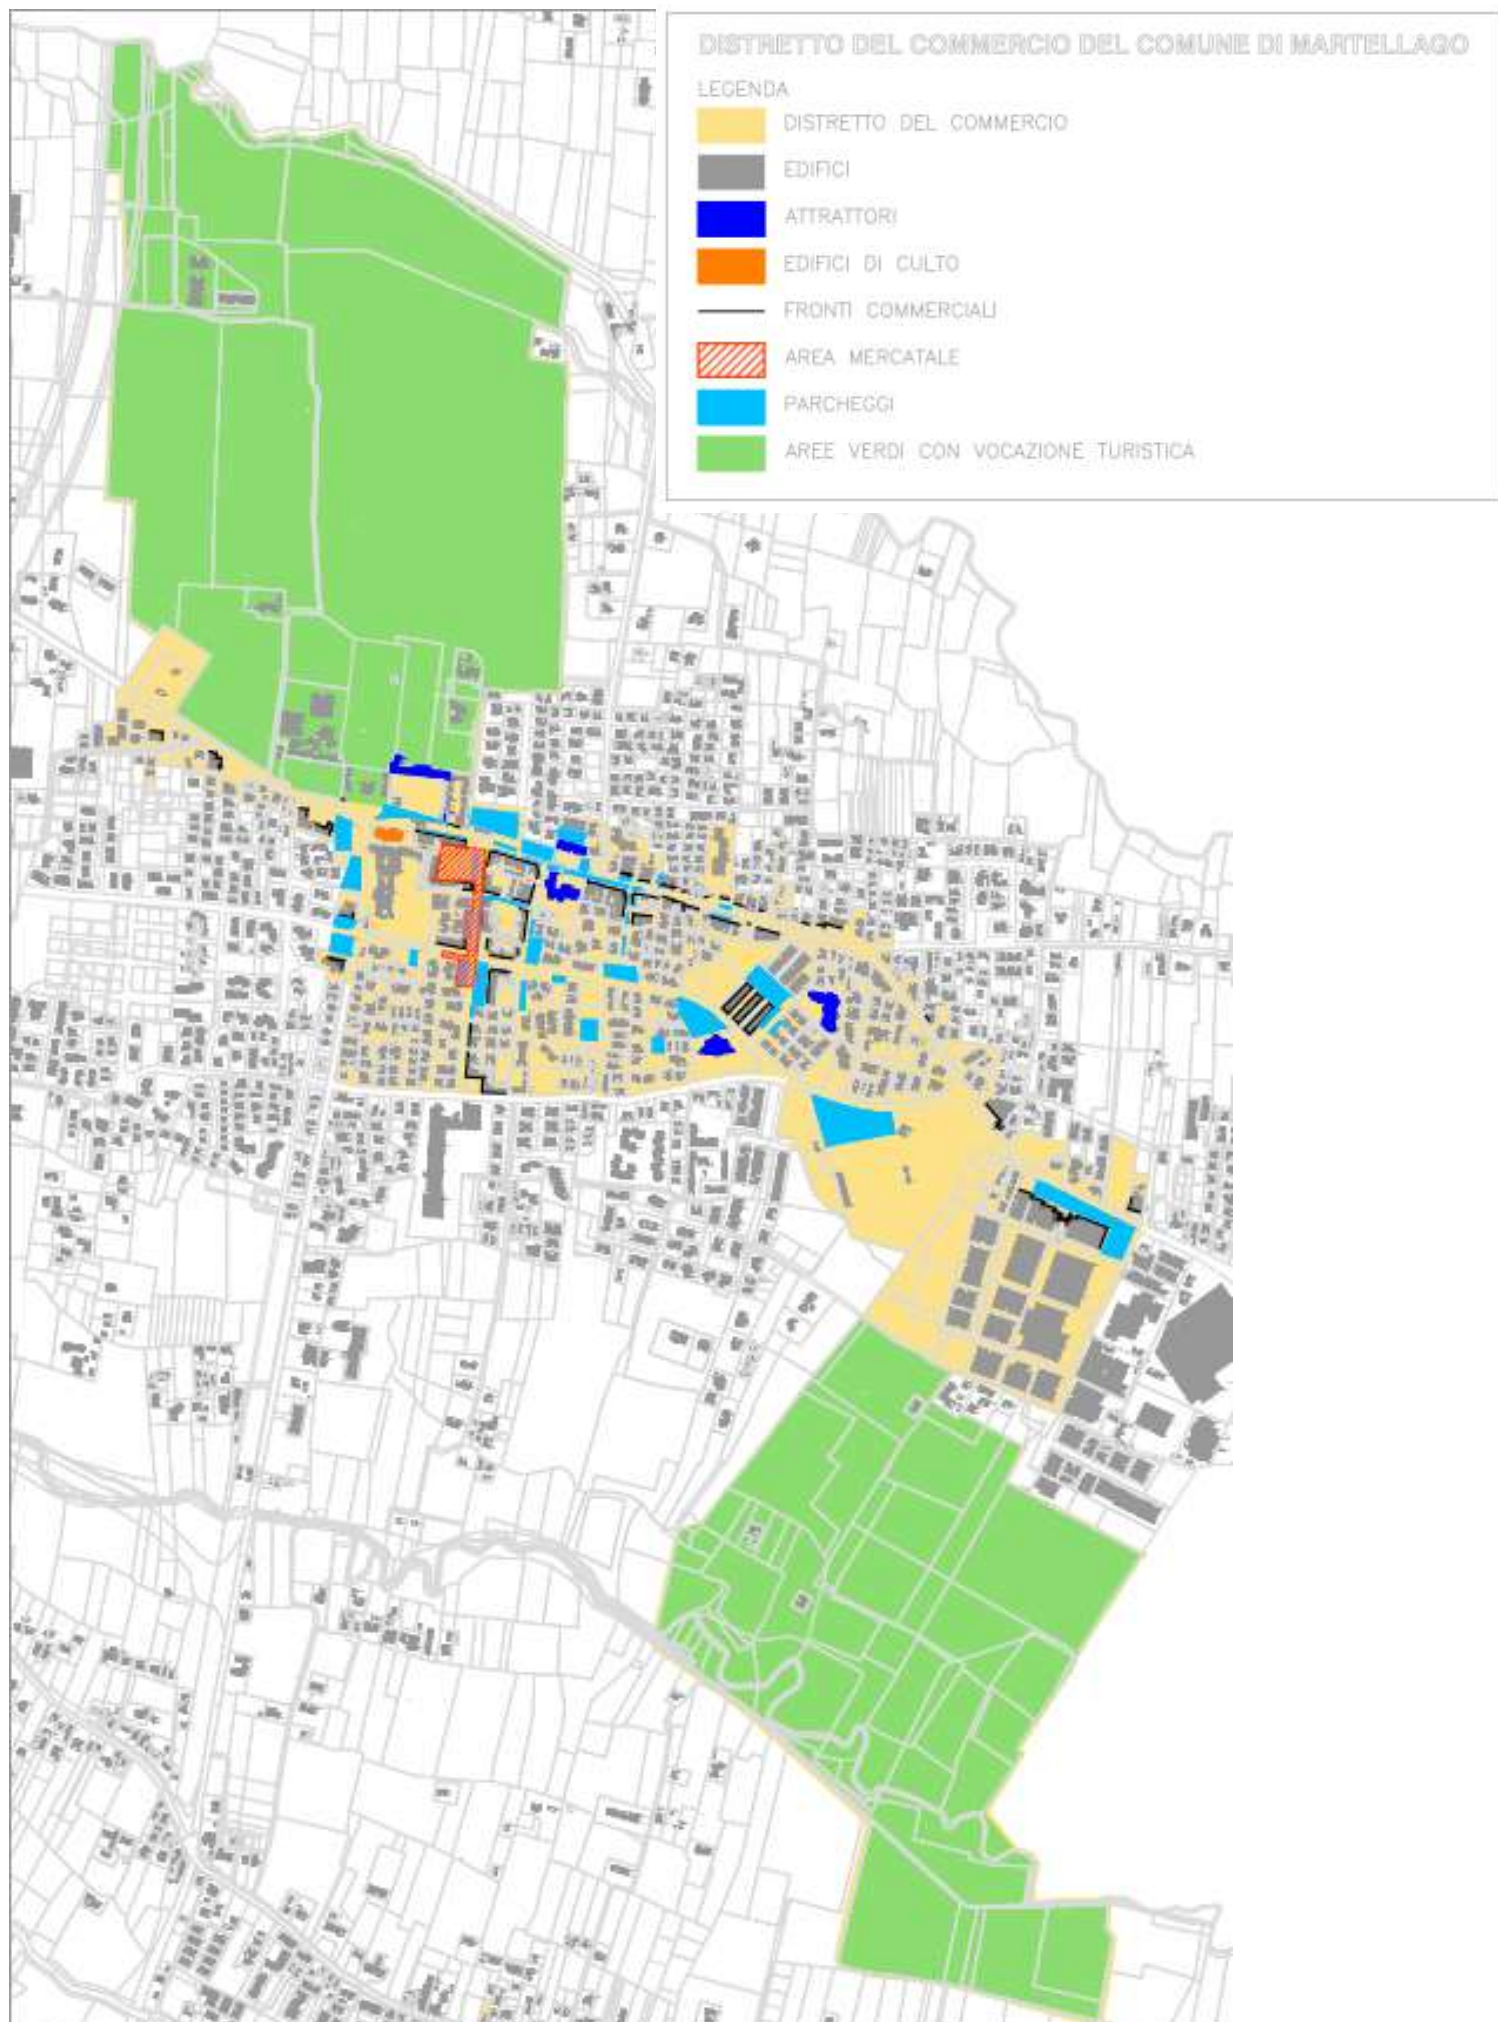 DISTRETTO DEL COMMERCIO DEL COMUNE DI MARTELLAGO
LEGENDA
DISTRETTO DEL COMMERCIO
EDIFICI
ATTRATTORI
EDIFICI DI CULTO
FRONTI COMMERCIALI
AREA MERCATALE
PARCHEGGI
AREE VERDI CON VOCAZIONE TURISTICA